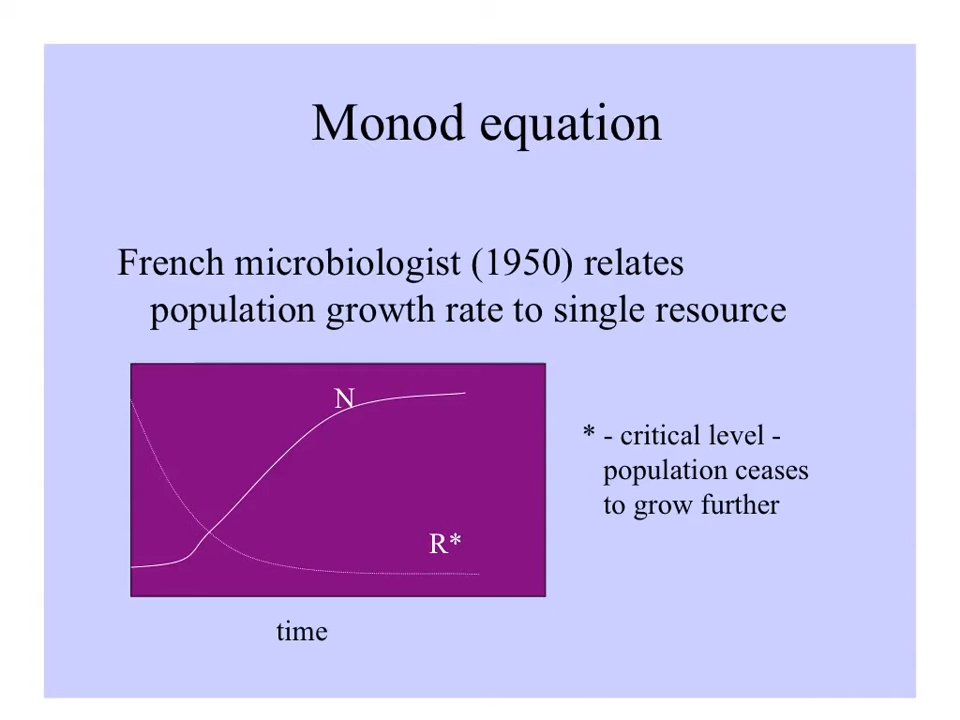 Monod equation
French microbiologist (1950) relates
population growth rate to single resource
N
* - critical level -
population ceases
to grow further
R*
time